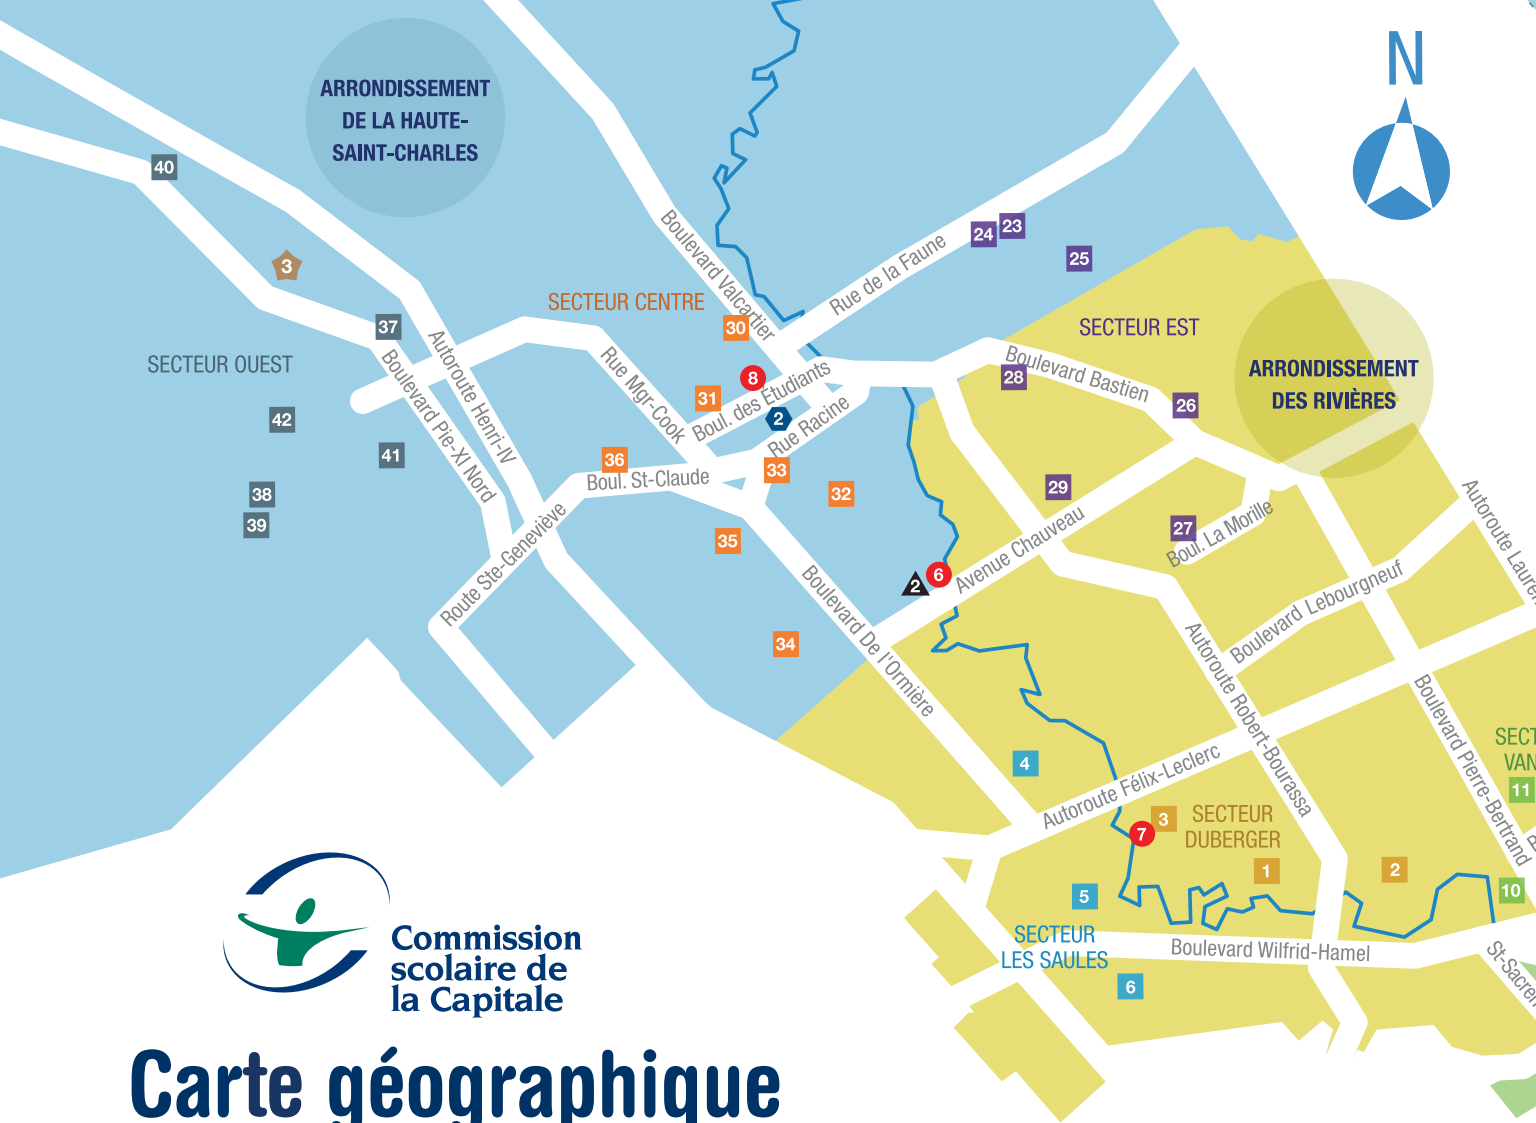 N
ARRONDISSEMENT
DE LA HAUTE-
SAINT-CHARLES
40
3
37
SECTEUR OUEST
42
41
38
39
Boulevard Pie-XI Nord
Autoroute Henri-IV
Route Ste-Geneviève
SECTEUR CENTRE
Boulevard Valcartier
Rue de la Faune
24
23
25
30
8
31
Boul. des Etudiants
2
Rue Racine
Rue Mgr-Cook
36
Boul. St-Claude
33
32
35
34
Boulevard De l'Ormière
SECTEUR EST
ARRONDISSEMENT
DES RIVIÈRES
Boulevard Bastien
28
26
29
27
Boul. La Morille
2
6
Avenue Chauveau
Boulevard Lebourgneuf
Autoroute Robert-Bourassa
Boulevard Pierre-Bertrand
Autoroute Félix-Leclerc
4
7
3
SECTEUR
DUBERGER
1
2
5
SECTEUR
LES SAULES
6
Boulevard Wilfrid-Hamel
11
10
Commission
scolaire de
la Capitale
Carte géographique